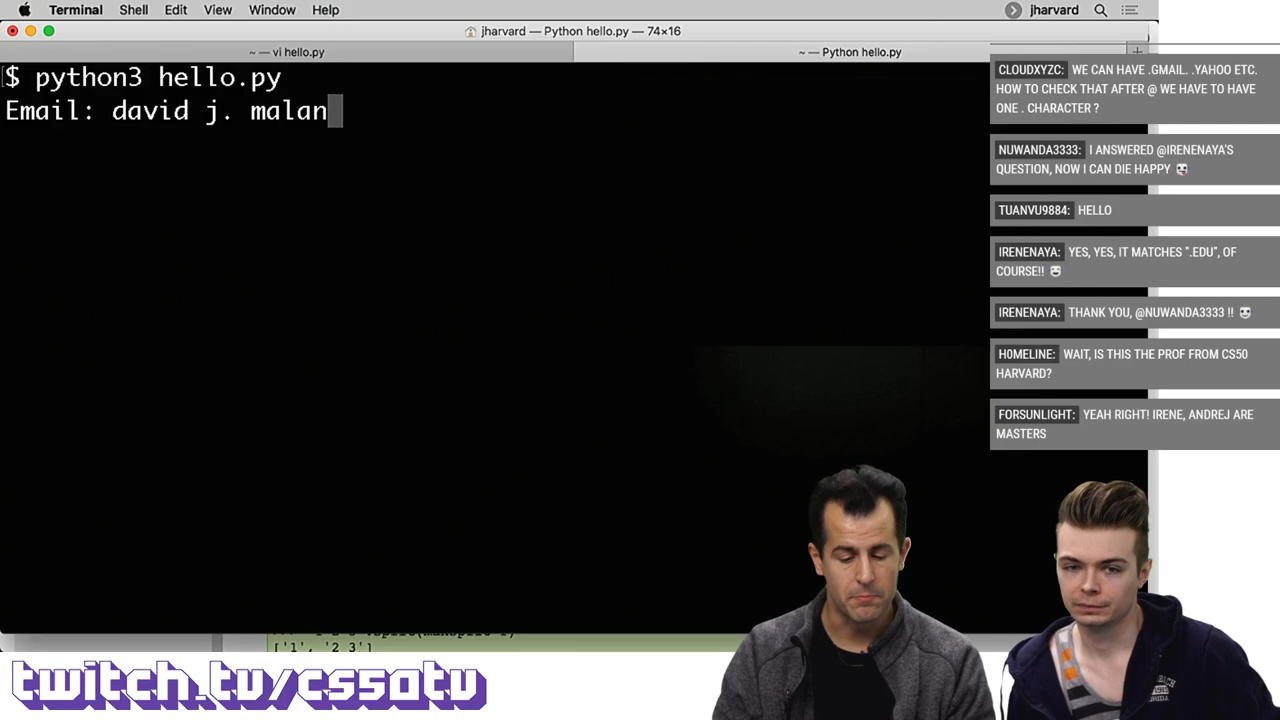 Terminal Shell Edit View Window Help jharvard
jharvard — Python hello.py — 74×16
~ — vi hello.py ~ — Python hello.py
$ python3 hello.py
Email: david j. malan
CLOUDXYZC: WE CAN HAVE .GMAIL. .YAHOO ETC.
HOW TO CHECK THAT AFTER @ WE HAVE TO HAVE
ONE . CHARACTER ?
NUWANDA3333: I ANSWERED @IRENENAYA'S
QUESTION, NOW I CAN DIE HAPPY
TUANVU9884: HELLO
IRENENAYA: YES, YES, IT MATCHES ".EDU", OF
COURSE!!
IRENENAYA: THANK YOU, @NUWANDA3333 !!
H0MELINE: WAIT, IS THIS THE PROF FROM CS50
HARVARD?
FORSUNLIGHT: YEAH RIGHT! IRENE, ANDREJ ARE
MASTERS
['1', '2 3']
twitch.tv/cs50tv